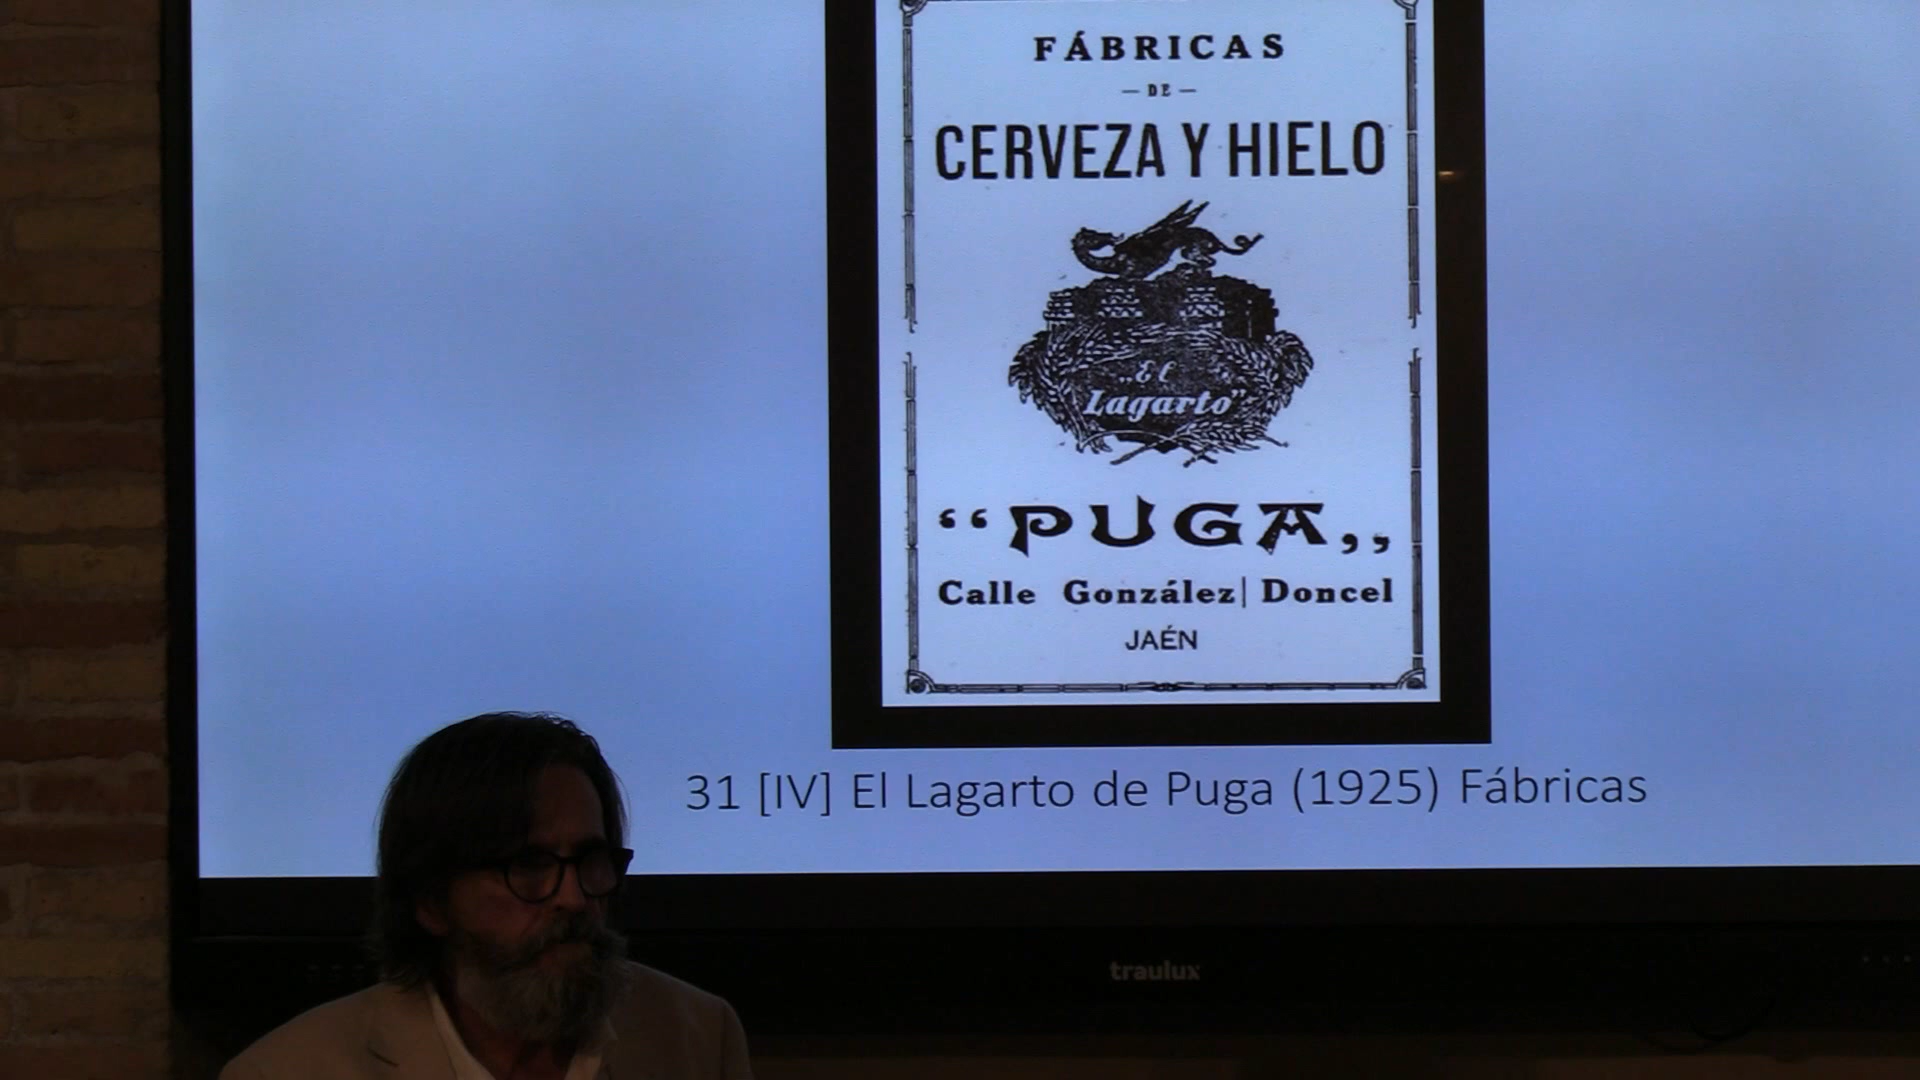 FÁBRICAS
— DE —
CERVEZA Y HIELO
„El
Lagarto"
“PUGA„
Calle González Doncel
JAÉN
31 [IV] El Lagarto de Puga (1925) Fábricas
traulux